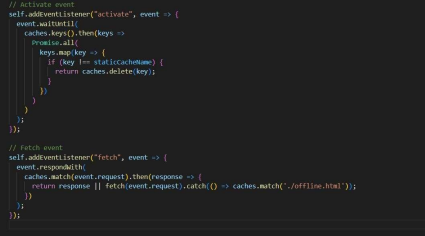 // Activate event
self.addEventListener("activate", event => {
event.waitUntil(
caches.keys().then(keys =>
Promise.all(
keys.map(key => {
if (key !== staticCacheName) {
return caches.delete(key);
}
})
)
)
);
});
// Fetch event
self.addEventListener("fetch", event => {
event.respondWith(
caches.match(event.request).then(response => {
return response || fetch(event.request).catch(() => caches.match('./offline.html'));
})
);
});